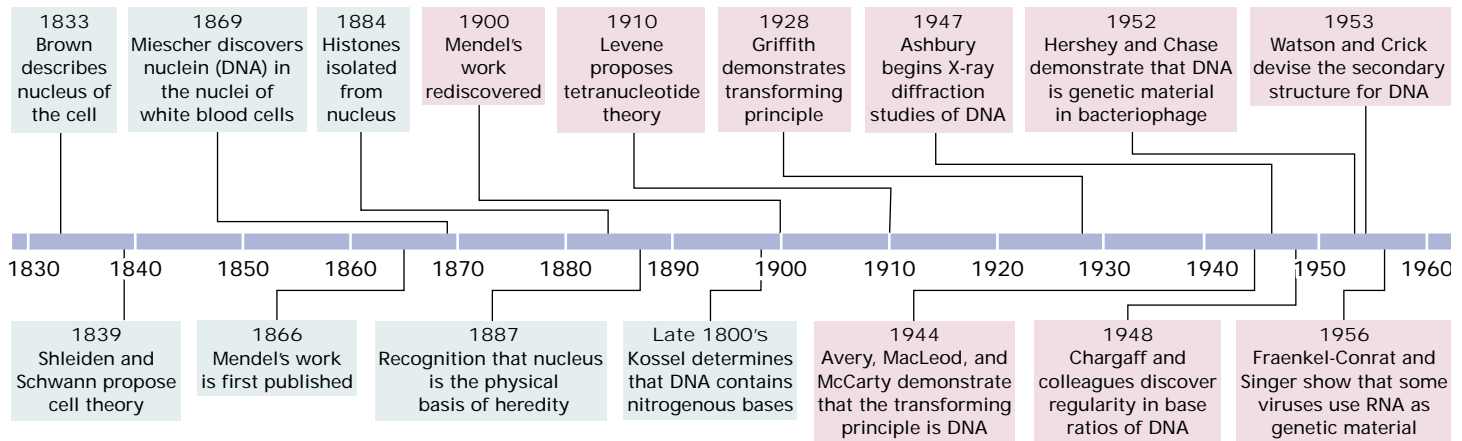 1833
Brown
describes
nucleus of
the cell
1869
Miescher discovers
nuclein (DNA) in
the nuclei of
white blood cells
1884
Histones
isolated
from
nucleus
1900
Mendel's
work
rediscovered
1910
Levene
proposes
tetranucleotide
theory
1928
Griffith
demonstrates
transforming
principle
1947
Ashbury
begins X-ray
diffraction
studies of DNA
1952
Hershey and Chase
demonstrate that DNA
is genetic material
in bacteriophage
1953
Watson and Crick
devise the secondary
structure for DNA
1830 1840 1850 1860 1870 1880 1890 1900 1910 1920 1930 1940 1950 1960
1839
Shleiden and
Schwann propose
cell theory
1866
Mendel's work
is first published
1887
Recognition that nucleus
is the physical
basis of heredity
Late 1800's
Kossel determines
that DNA contains
nitrogenous bases
1944
Avery, MacLeod, and
McCarty demonstrate
that the transforming
principle is DNA
1948
Chargaff and
colleagues discover
regularity in base
ratios of DNA
1956
Fraenkel-Conrat and
Singer show that some
viruses use RNA as
genetic material